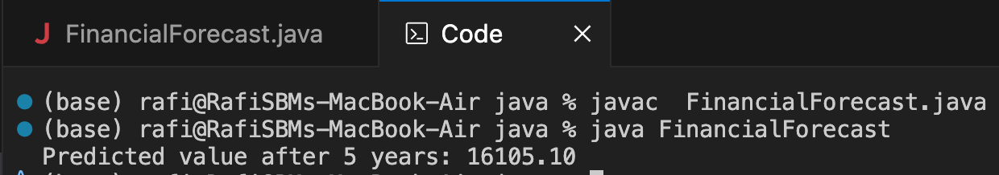 FinancialForecast.java
Code
(base) rafi@RafiSBMs-MacBook-Air java % javac  FinancialForecast.java
(base) rafi@RafiSBMs-MacBook-Air java % java FinancialForecast
Predicted value after 5 years: 16105.10